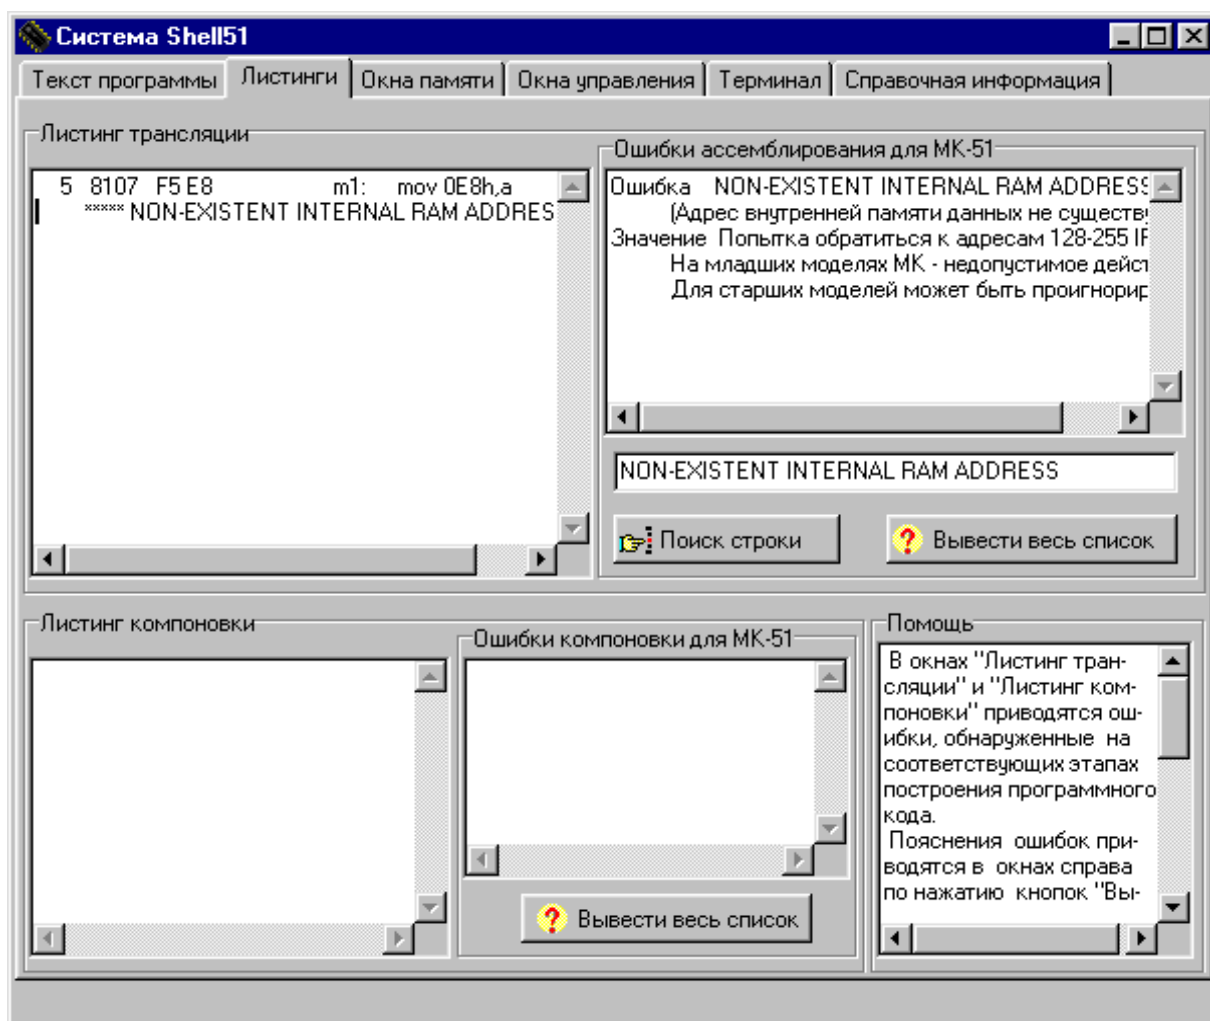 Система Shell51
Текст программы Листинги Окна памяти Окна управления Терминал Справочная информация
Листинг трансляции
5 8107 F5 E8 m1: mov 0E8h,a
***** NON-EXISTENT INTERNAL RAM ADDRES
Ошибки ассемблирования для МК-51
Ошибка NON-EXISTENT INTERNAL RAM ADDRESS
(Адрес внутренней памяти данных не существу
Значение Попытка обратиться к адресам 128-255 IF
На младших моделях МК - недопустимое дейст
Для старших моделей может быть проигнорир
NON-EXISTENT INTERNAL RAM ADDRESS
Поиск строки
Вывести весь список
Листинг компоновки
Ошибки компоновки для МК-51
Вывести весь список
Помощь
В окнах "Листинг тран-
сляции" и "Листинг ком-
поновки" приводятся ош-
ибки, обнаруженные на
соответствующих этапах
построения программного
кода.
Пояснения ошибок при-
водятся в окнах справа
по нажатию кнопок "Вы-